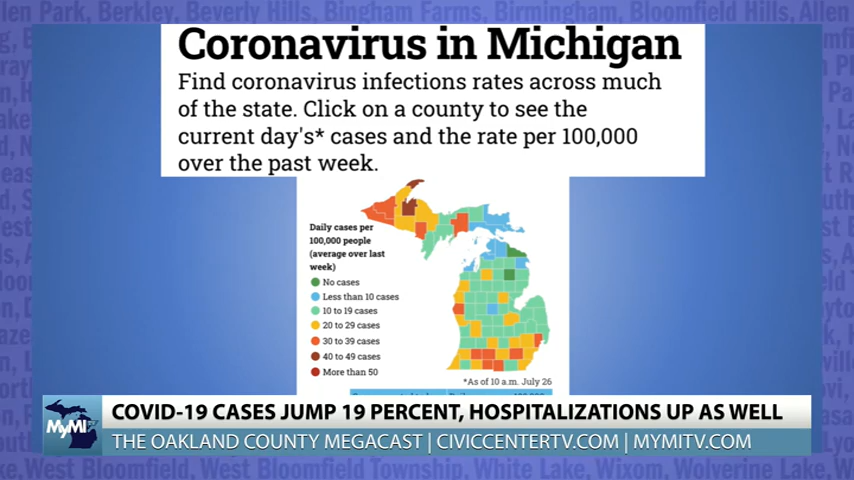 len Park, Berkley, Beverly Hills, Bingham Farms, Birmingham, Bloomfield Hills, Allen
Coronavirus in Michigan
Find coronavirus infections rates across much
of the state. Click on a county to see the
current day's* cases and the rate per 100,000
over the past week.
Daily cases per
100,000 people
(average over last
week)
No cases
Less than 10 cases
10 to 19 cases
20 to 29 cases
30 to 39 cases
40 to 49 cases
More than 50
*As of 10 a.m. July 26
MyMI
COVID-19 CASES JUMP 19 PERCENT, HOSPITALIZATIONS UP AS WELL
THE OAKLAND COUNTY MEGACAST | CIVICCENTERTV.COM | MYMITV.COM
West Bloomfield, West Bloomfield Township, White Lake, Wixom, Wolverine Lake,